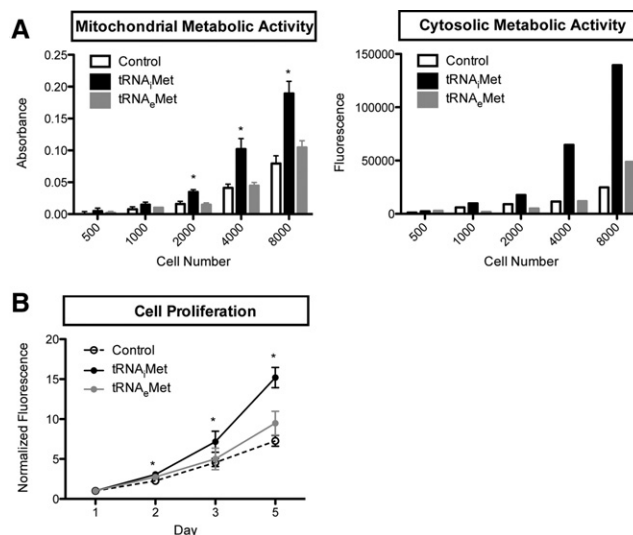 A
Mitochondrial Metabolic Activity
Absorbance
0.25
0.20
0.15
0.10
0.05
0.00
Control
tRNAiMet
tRNAeMet
*
*
*
500
1000
2000
4000
8000
Cell Number
Cytosolic Metabolic Activity
Fluorescence
140000
100000
50000
0
Control
tRNAiMet
tRNAeMet
500
1000
2000
4000
8000
Cell Number
B
Cell Proliferation
Normalized Fluorescence
20
15
10
5
0
Control
tRNAiMet
tRNAeMet
*
*
*
1
2
3
5
Day